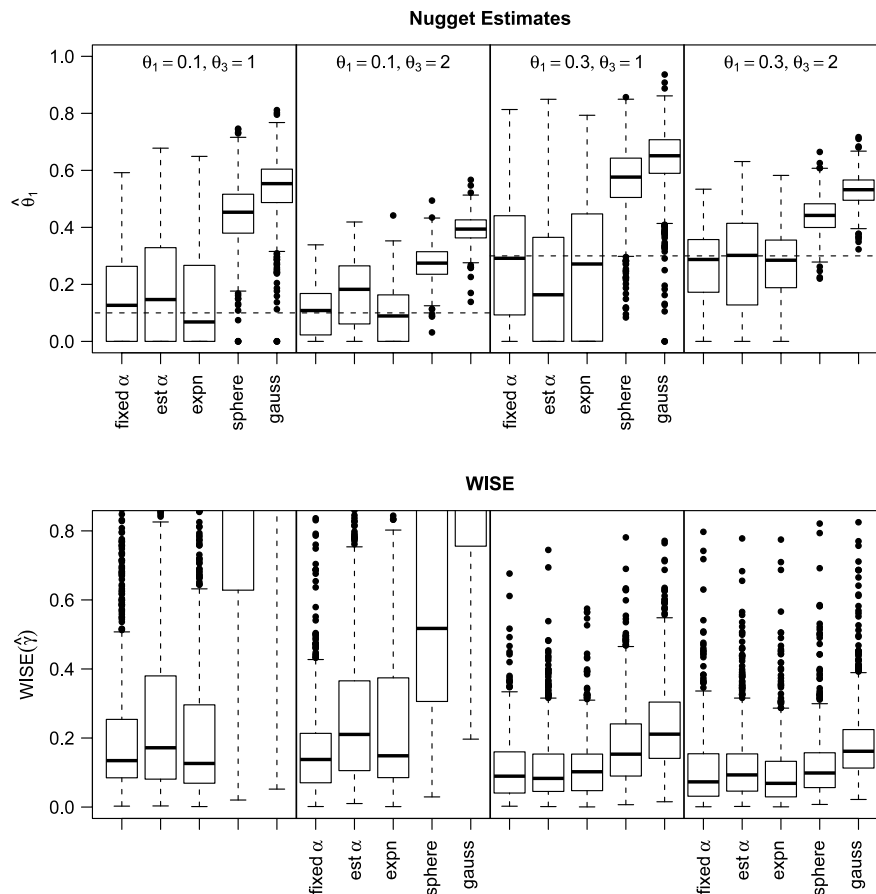 Nugget Estimates
θ₁ = 0.1, θ₃ = 1
θ₁ = 0.1, θ₃ = 2
θ₁ = 0.3, θ₃ = 1
θ₁ = 0.3, θ₃ = 2
1.0
0.8
0.6
0.4
0.2
0.0
θ̂₁
fixed α
est α
expn
sphere
gauss
fixed α
est α
expn
sphere
gauss
WISE
0.8
0.6
0.4
0.2
0.0
WISE(γ̂)
fixed α
est α
expn
sphere
gauss
fixed α
est α
expn
sphere
gauss